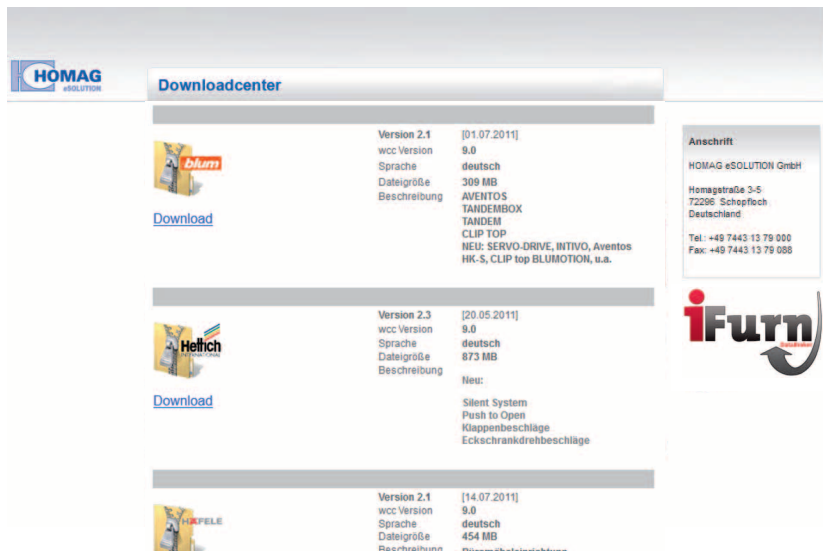 HOMAG
eSOLUTION
Downloadcenter
blum
Download
Version 2.1 [01.07.2011]
wcc Version 9.0
Sprache deutsch
Dateigröße 309 MB
Beschreibung AVENTOS
TANDEMBOX
TANDEM
CLIP TOP
NEU: SERVO-DRIVE, INTIVO, Aventos
HK-S, CLIP top BLUMOTION, u.a.
Hettich
INTERNATIONAL
Download
Version 2.3 [20.05.2011]
wcc Version 9.0
Sprache deutsch
Dateigröße 873 MB
Beschreibung
Neu:
Silent System
Push to Open
Klappenbeschläge
Eckschrankdrehbeschläge
HÄFELE
Version 2.1 [14.07.2011]
wcc Version 9.0
Sprache deutsch
Dateigröße 454 MB
Beschreibung
Anschrift
HOMAG eSOLUTION GmbH
Homagstraße 3-5
72296 Schopfloch
Deutschland
Tel.: +49 7443 13 79 000
Fax: +49 7443 13 79 088
iFurn